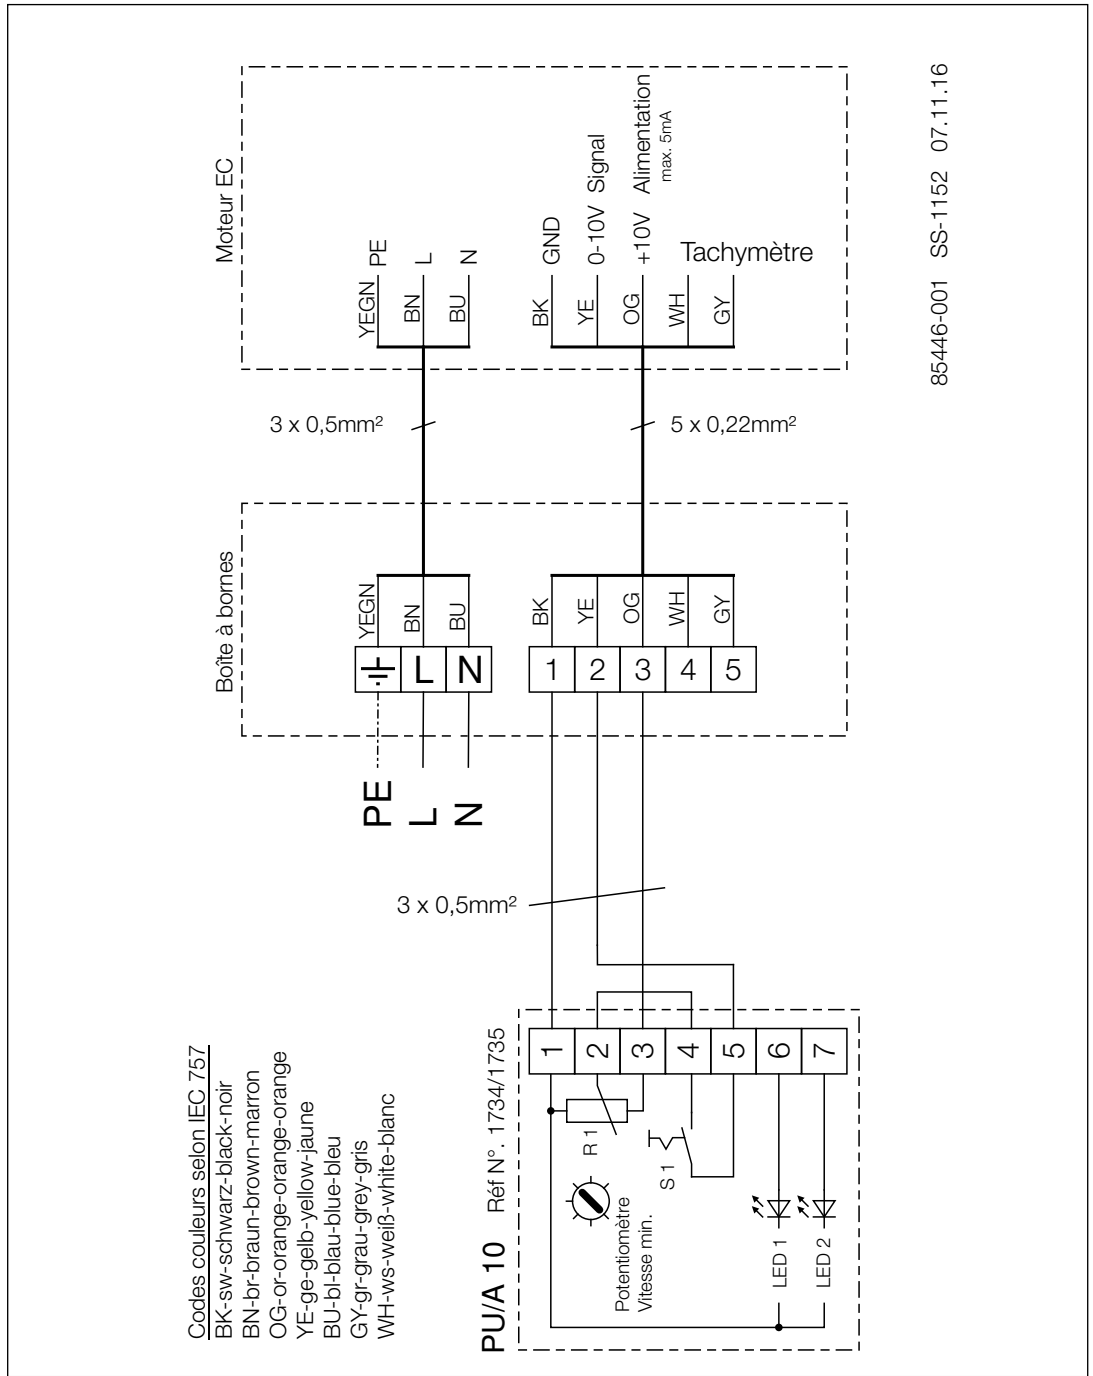 Moteur EC
YEGN
PE
BN
L
BU
N
BK
GND
YE
0-10V Signal
OG
+10V Alimentation
max. 5mA
WH
GY
Tachymètre
85446-001 SS-1152 07.11.16
3 x 0,5mm²
5 x 0,22mm²
Boîte à bornes
YEGN
BN
BU
BK
YE
OG
WH
GY
L
N
1
2
3
4
5
PE
L
N
3 x 0,5mm²
Codes couleurs selon IEC 757
BK-sw-schwarz-black-noir
BN-br-braun-brown-marron
OG-or-orange-orange-orange
YE-ge-gelb-yellow-jaune
BU-bl-blau-blue-bleu
GY-gr-grau-grey-gris
WH-ws-weiß-white-blanc
PU/A 10 Réf N°. 1734/1735
1
2
3
4
5
6
7
R 1
S 1
Potentiomètre
Vitesse min.
LED 1
LED 2